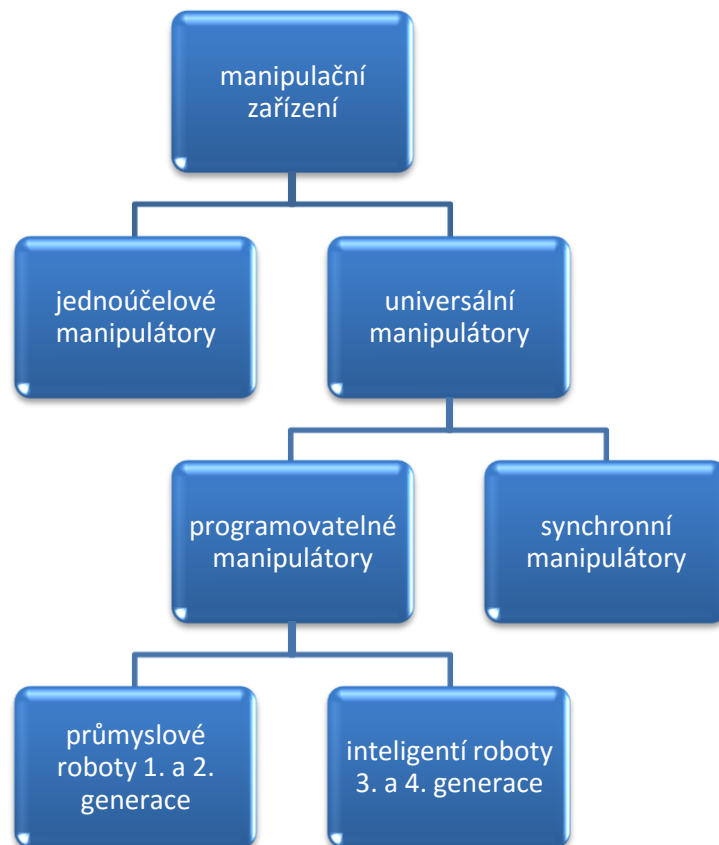 manipulační
zařízení
jednoúčelové
manipulátory
universální
manipulátory
programovatelné
manipulátory
synchronní
manipulátory
průmyslové
roboty 1. a 2.
generace
inteligentí roboty
3. a 4. generace